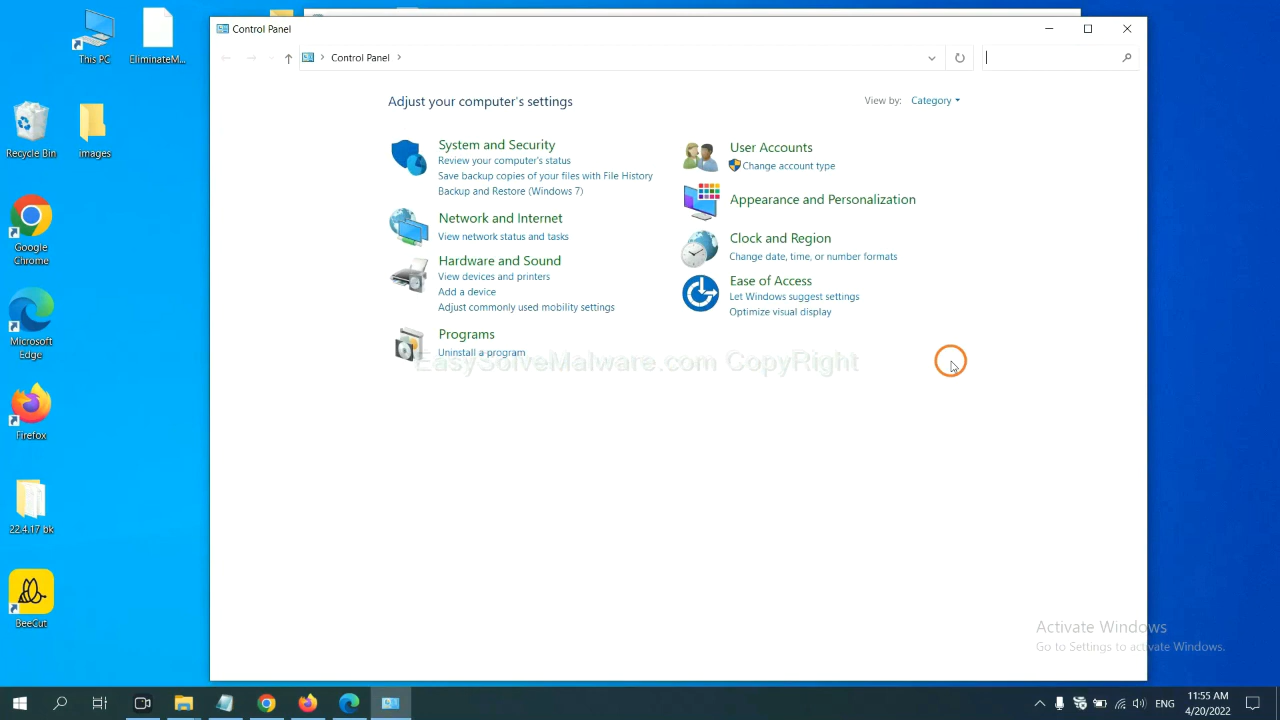 Control Panel
Control Panel
Adjust your computer's settings
View by: Category
System and Security
Review your computer's status
Save backup copies of your files with File History
Backup and Restore (Windows 7)
Network and Internet
View network status and tasks
Hardware and Sound
View devices and printers
Add a device
Adjust commonly used mobility settings
Programs
Uninstall a program
User Accounts
Change account type
Appearance and Personalization
Clock and Region
Change date, time, or number formats
Ease of Access
Let Windows suggest settings
Optimize visual display
EasySolveMalware.com CopyRight
This PC
EliminateM...
Recycle Bin
images
Google
Chrome
Microsoft
Edge
Firefox
22.4.17 bk
BeeCut
Activate Windows
Go to Settings to activate Windows.
ENG
11:55 AM
4/20/2022